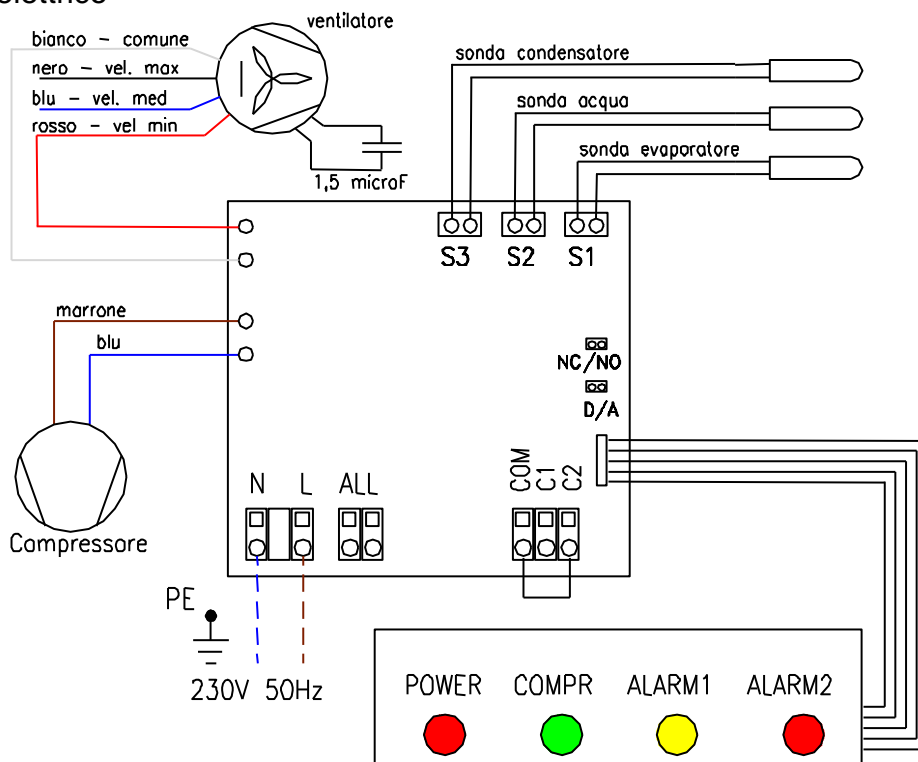 ventilatore
bianco - comune
nero - vel. max
blu - vel. med
rosso - vel min
1,5 microF
sonda condensatore
sonda acqua
sonda evaporatore
S3 S2 S1
marrone
blu
NC/NO
D/A
Compressore
N L ALL
COM C1 C2
PE
230V 50Hz
POWER COMPR ALARM1 ALARM2